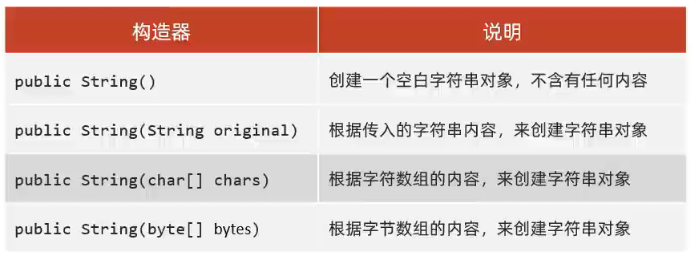 构造器 说明
public String() 创建一个空白字符串对象，不含有任何内容
public String(String original) 根据传入的字符串内容，来创建字符串对象
public String(char[] chars) 根据字符数组的内容，来创建字符串对象
public String(byte[] bytes) 根据字节数组的内容，来创建字符串对象